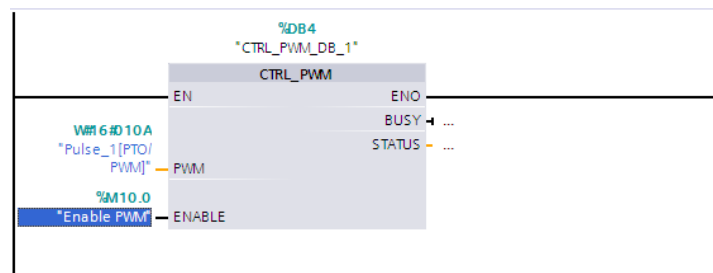 %DB4
"CTRL_PWM_DB_1"
CTRL_PWM
EN ENO
BUSY ...
STATUS ...
W#16#010A
"Pulse_1[PTO/
PWM]" PWM
%M10.0
"Enable PWM" ENABLE